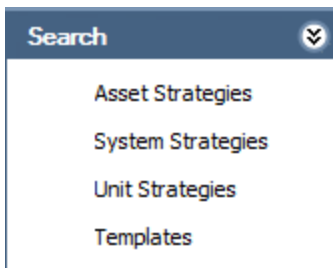 Search
Asset Strategies
System Strategies
Unit Strategies
Templates